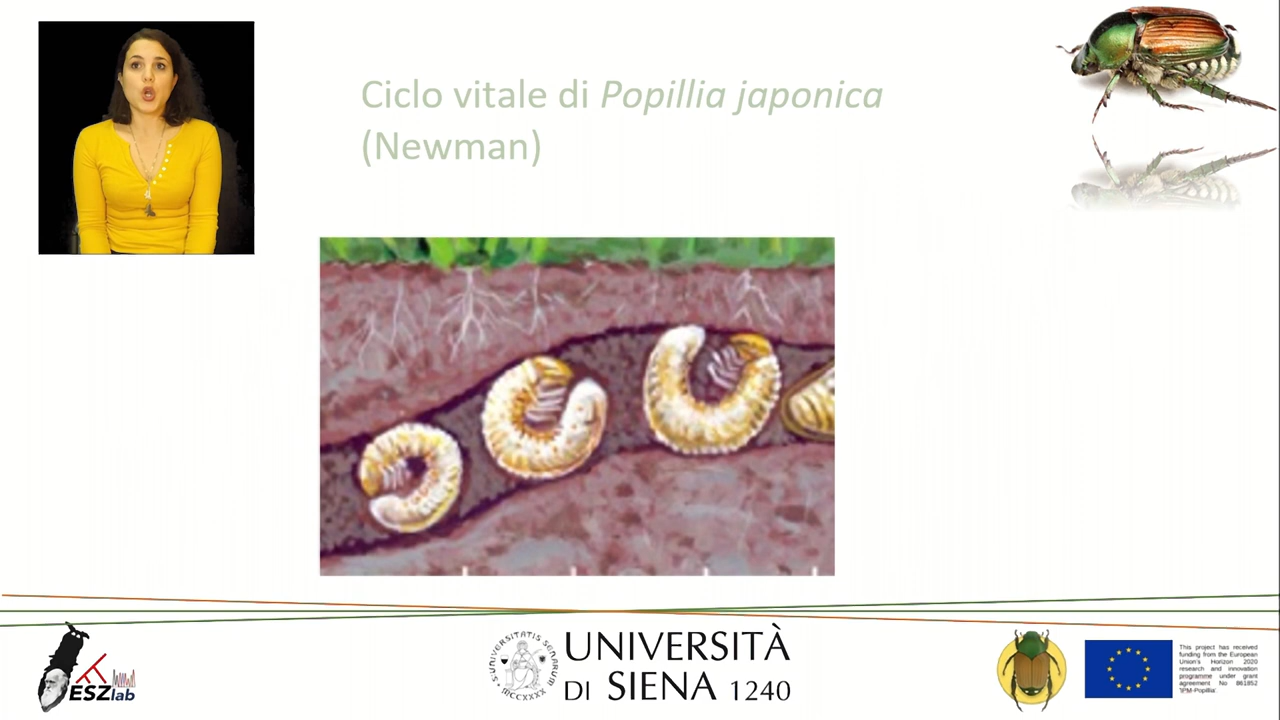 Ciclo vitale di Popillia japonica
(Newman)
ESZlab
UNIVERSITÀ
DI SIENA 1240
This project has received
funding from the European
Union's Horizon 2020
research and innovation
programme under grant
agreement No 861852
'IPM-Popillia'.